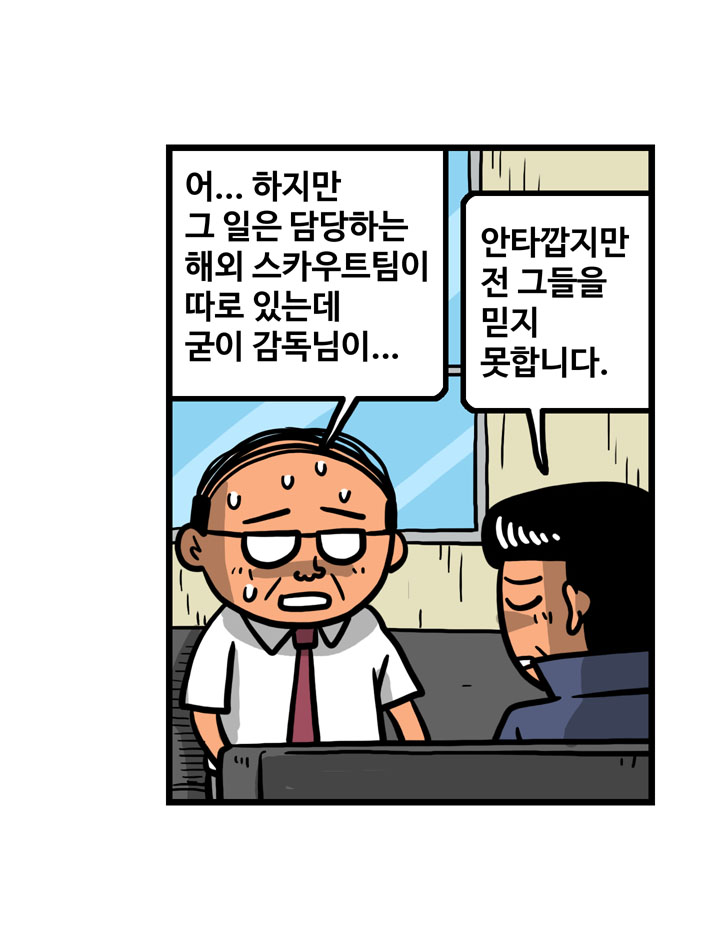 어... 하지만
그 일은 담당하는
해외 스카우트팀이
따로 있는데
굳이 감독님이...
안타깝지만
전 그들을
믿지
못합니다.